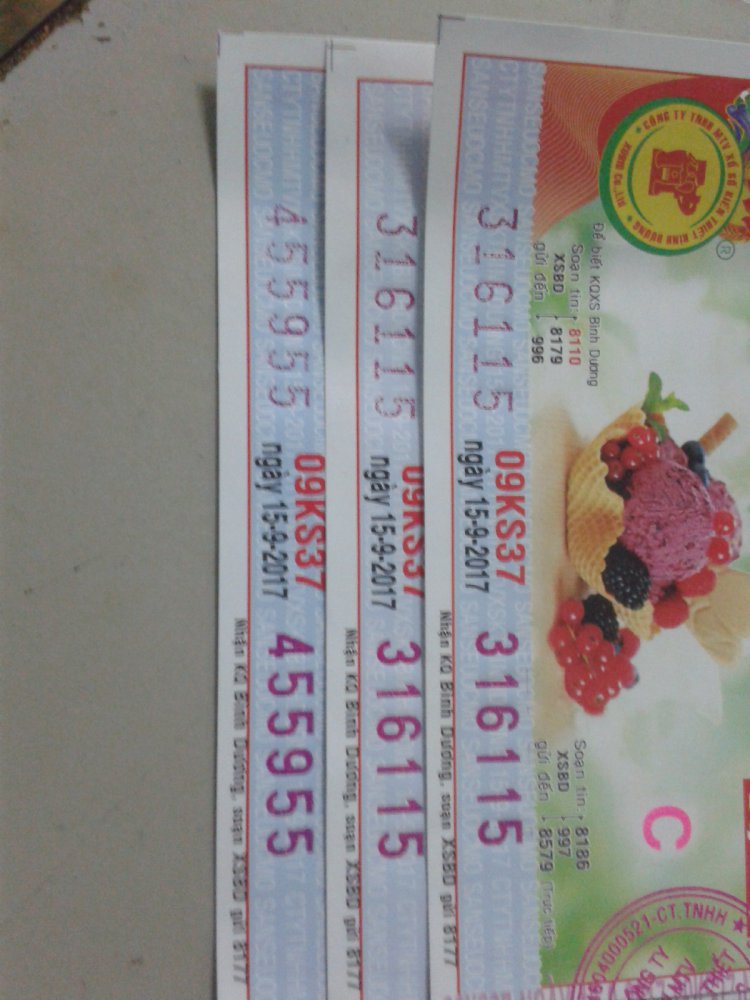 CÔNG TY TNHH MTV XỔ SỐ KIẾN THIẾT BÌNH DƯƠNG
®
Để biết KQXS Bình Dương
Soạn tin: 8110
XSBD 8179
gửi đến 996
316115
09KS37
ngày 15-9-2017
316115
Soạn tin: 8186
XSBD 997
gửi đến 8579 Trực tiếp
C
CT.TNHH
Nhận KQ Bình Dương, soạn XSBD gửi 8177
316115
09KS37
ngày 15-9-2017
316115
Nhận KQ Bình Dương, soạn XSBD gửi 8177
455955
09KS37
ngày 15-9-2017
455955
Nhận KQ Bình Dương, soạn XSBD gửi 8177